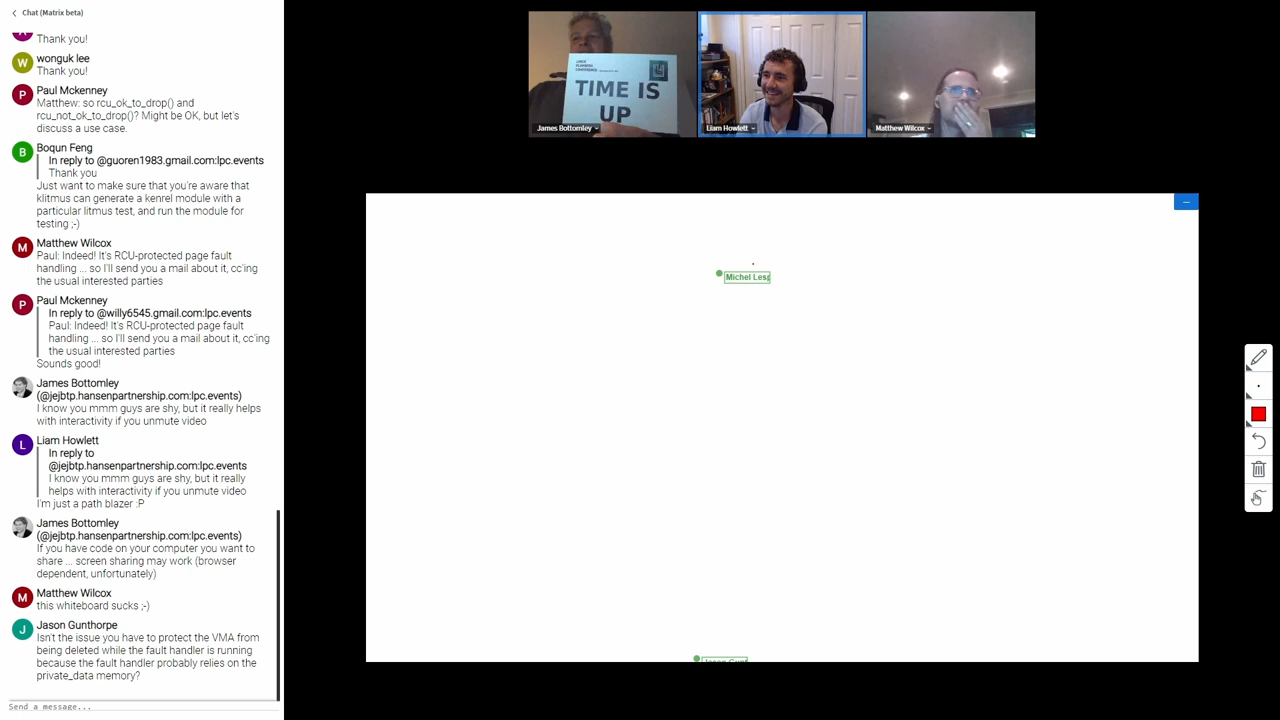 Chat (Matrix beta)
Thank you!
W
wonguk lee
Thank you!
P
Paul Mckenney
Matthew: so rcu_ok_to_drop() and
rcu_not_ok_to_drop()? Might be OK, but let's
discuss a use case.
B
Boqun Feng
In reply to @guoren1983.gmail.com:lpc.events
Thank you
Just want to make sure that you're aware that
klitmus can generate a kenrel module with a
particular litmus test, and run the module for
testing ;-)
M
Matthew Wilcox
Paul: Indeed! It's RCU-protected page fault
handling ... so I'll send you a mail about it, cc'ing
the usual interested parties
P
Paul Mckenney
In reply to @willy6545.gmail.com:lpc.events
Paul: Indeed! It's RCU-protected page fault
handling ... so I'll send you a mail about it, cc'ing
the usual interested parties
Sounds good!
James Bottomley
(@jejbtp.hansenpartnership.com:lpc.events)
I know you mmm guys are shy, but it really helps
with interactivity if you unmute video
L
Liam Howlett
In reply to
@jejbtp.hansenpartnership.com:lpc.events
I know you mmm guys are shy, but it really
helps with interactivity if you unmute video
I'm just a path blazer :P
James Bottomley
(@jejbtp.hansenpartnership.com:lpc.events)
If you have code on your computer you want to
share ... screen sharing may work (browser
dependent, unfortunately)
M
Matthew Wilcox
this whiteboard sucks ;-)
J
Jason Gunthorpe
Isn't the issue you have to protect the VMA from
being deleted while the fault handler is running
because the fault handler probably relies on the
private_data memory?
Send a message...
LINUX
PLUMBERS
CONFERENCE
TIME IS
UP
James Bottomley
Liam Howlett
Matthew Wilcox
Michel Lesp
Jason Gunt